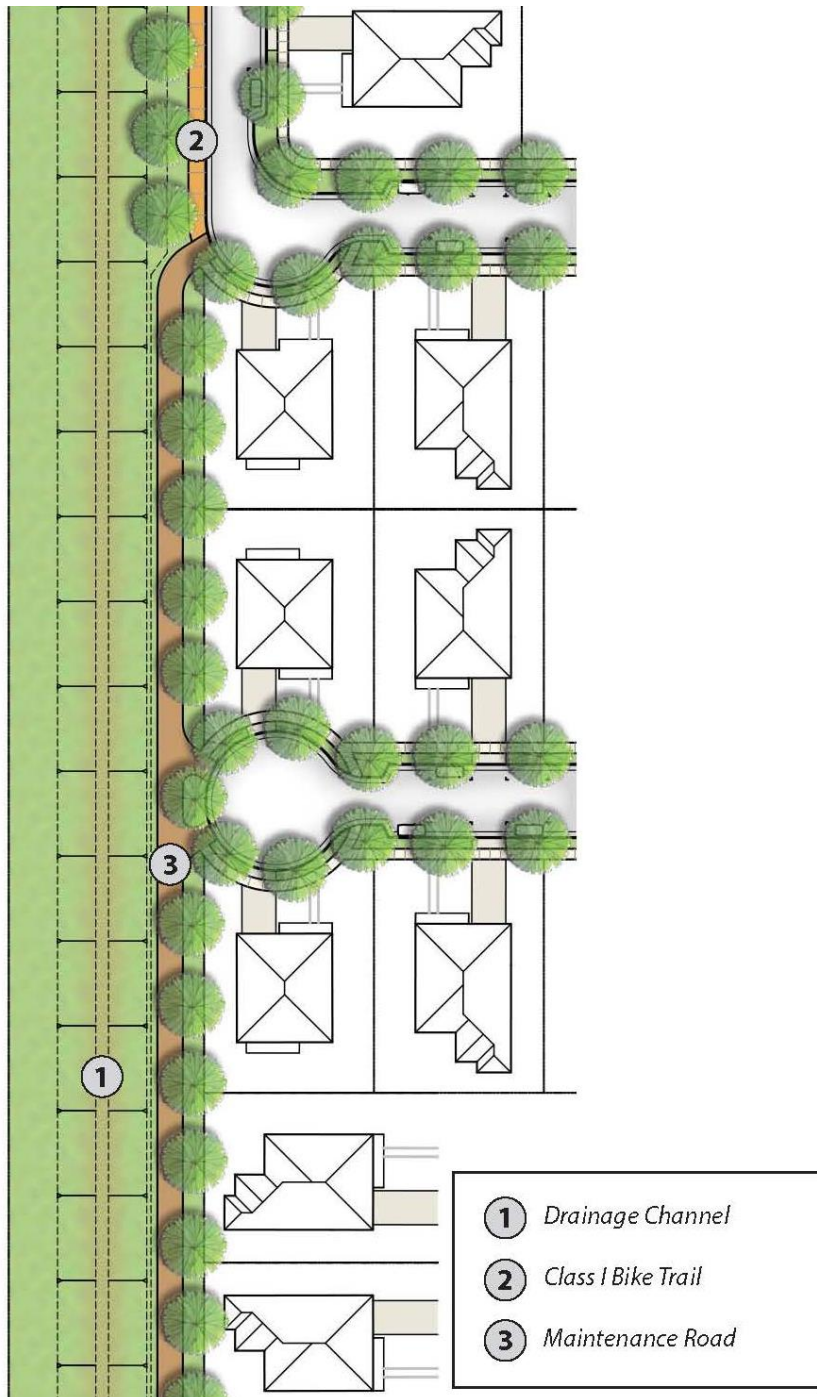 2
3
1
1 Drainage Channel
2 Class I Bike Trail
3 Maintenance Road